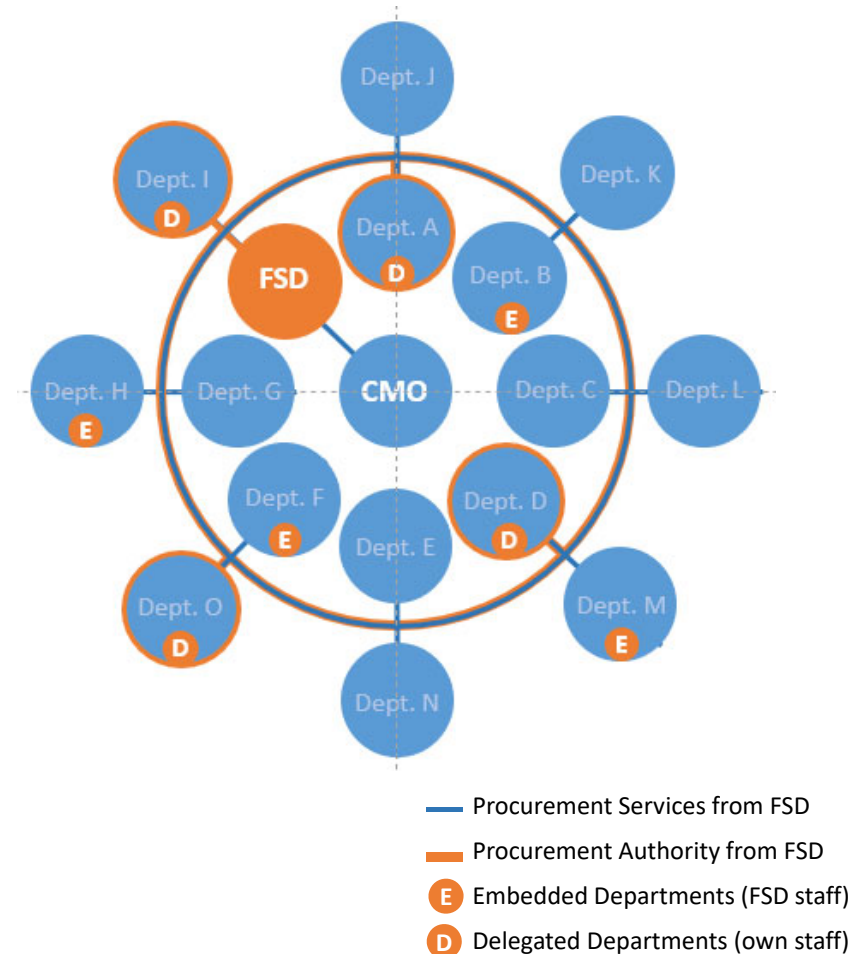 Dept. J
Dept. K
Dept. I
D
Dept. A
D
FSD
Dept. B
E
Dept. H
E
Dept. G
CMO
Dept. C
Dept. L
Dept. F
E
Dept. D
D
Dept. E
Dept. O
D
Dept. M
E
Dept. N
Procurement Services from FSD
Procurement Authority from FSD
E Embedded Departments (FSD staff)
D Delegated Departments (own staff)